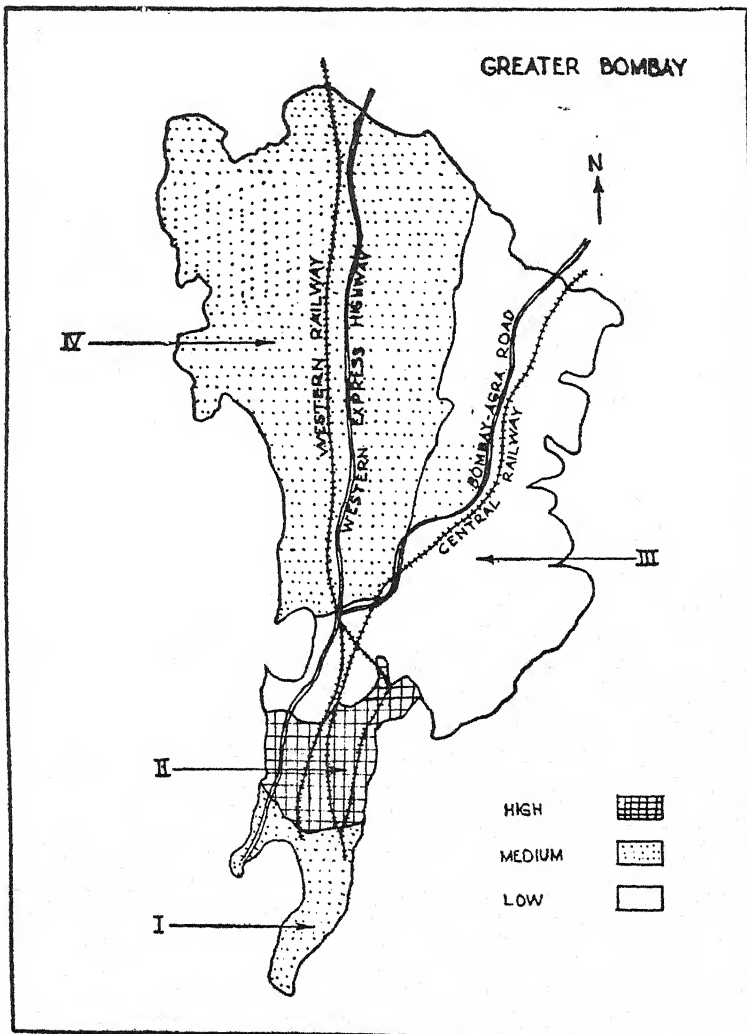 GREATER BOMBAY
N
WESTERN RAILWAY
WESTERN EXPRESS HIGHWAY
BOMBAY-AGRA ROAD
CENTRAL RAILWAY
IV
III
II
I
HIGH
MEDIUM
LOW